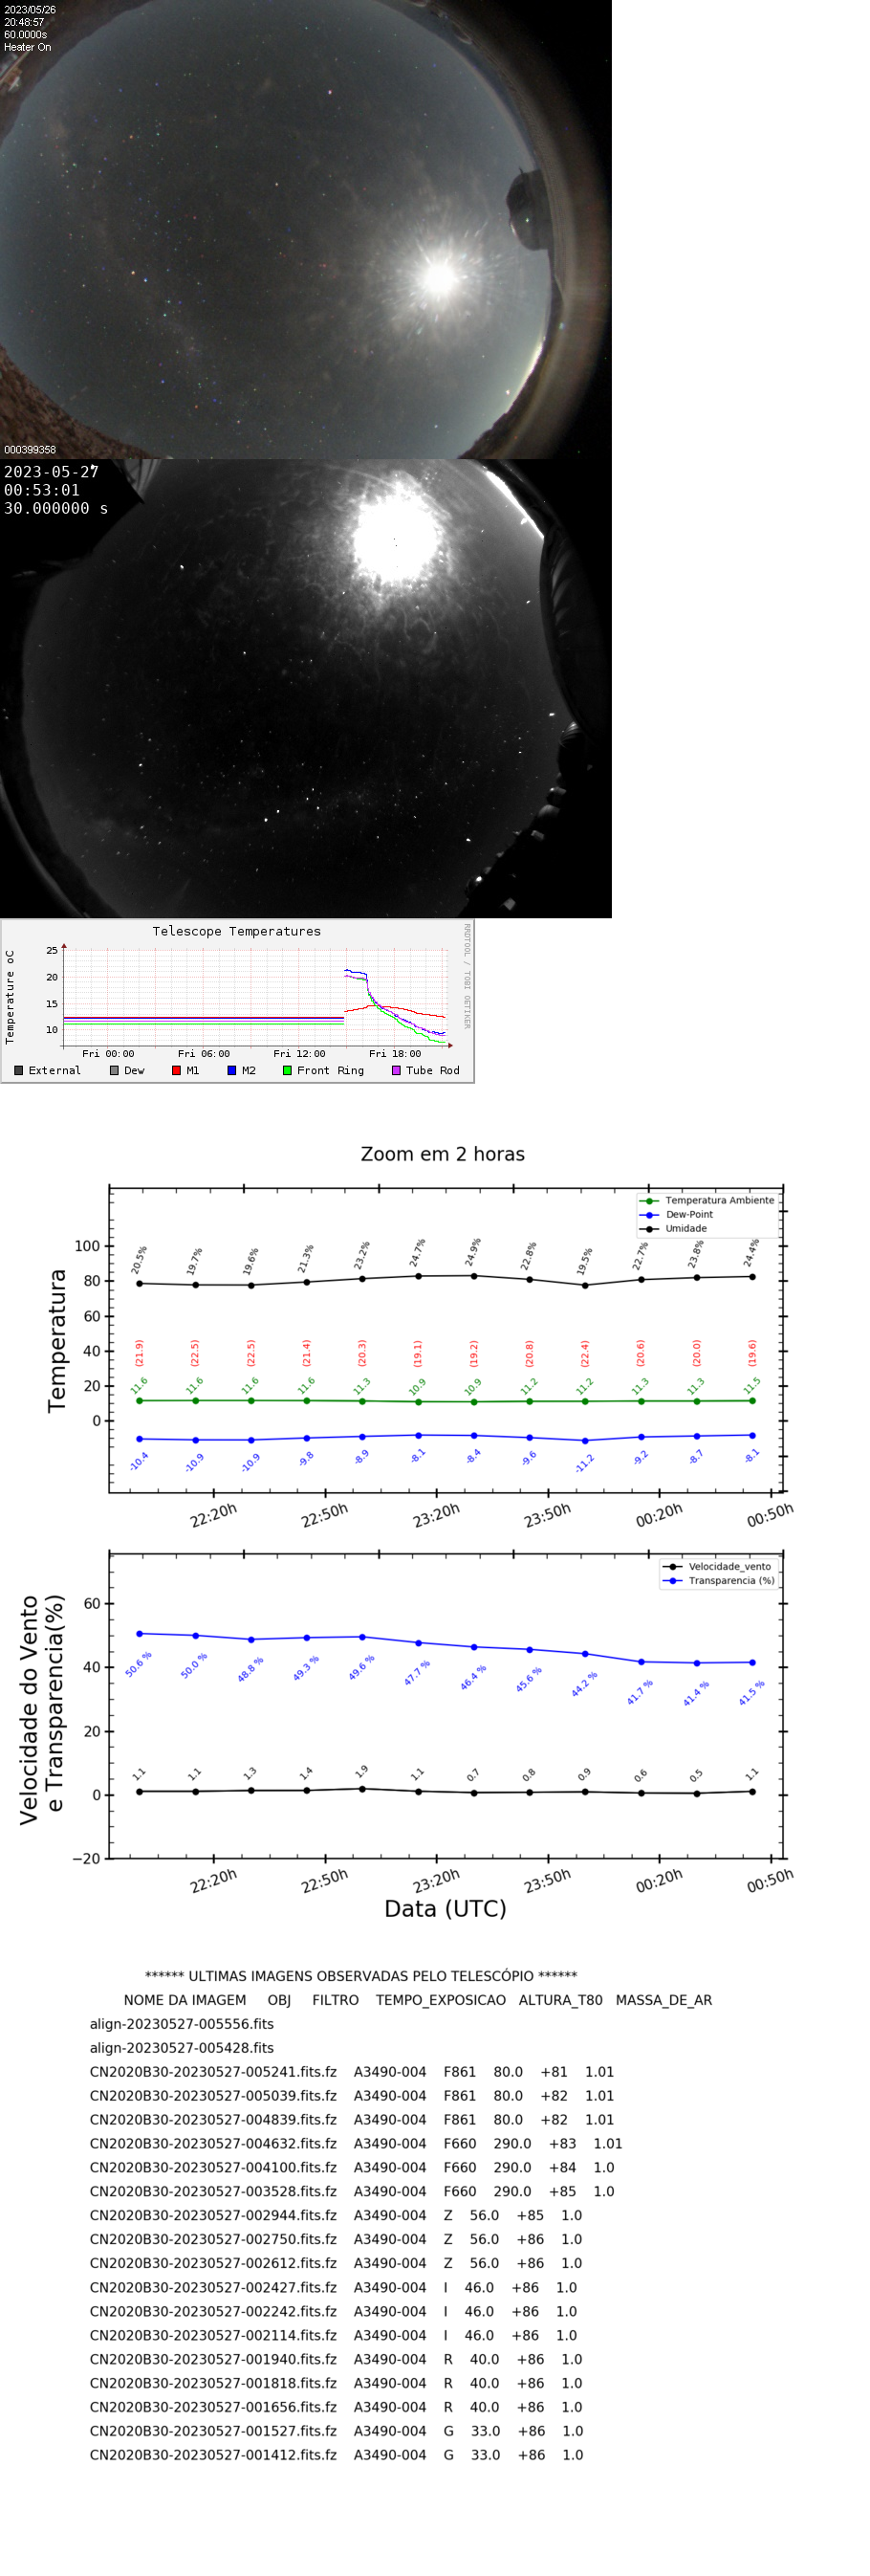 2023/05/26
20:48:57
60.0000s
Heater On
000399358
2023-05-27
00:53:01
30.000000 s
Telescope Temperatures
RRDTOOL / TOBI OETIKER
Temperature oC
25
20
15
10
Fri 00:00 Fri 06:00 Fri 12:00 Fri 18:00
External Dew M1 M2 Front Ring Tube Rod
Zoom em 2 horas
Temperatura Ambiente
Dew-Point
Umidade
Temperatura
100
80
60
40
20
0
20.5% 19.7% 19.6% 21.3% 23.2% 24.7% 24.9% 22.8% 19.5% 22.7% 23.8% 24.4%
(21.9) (22.5) (22.5) (21.4) (20.3) (19.1) (19.2) (20.8) (22.4) (20.6) (20.0) (19.6)
11.6 11.6 11.6 11.6 11.3 10.9 10.9 11.2 11.2 11.3 11.3 11.5
-10.4 -10.9 -10.9 -9.8 -8.9 -8.1 -8.4 -9.6 -11.2 -9.2 -8.7 -8.1
22:20h 22:50h 23:20h 23:50h 00:20h 00:50h
Velocidade_vento
Transparencia (%)
Velocidade do Vento
e Transparencia(%)
60
40
20
0
−20
50.6 % 50.0 % 48.8 % 49.3 % 49.6 % 47.7 % 46.4 % 45.6 % 44.2 % 41.7 % 41.4 % 41.5 %
1.1 1.1 1.3 1.4 1.9 1.1 0.7 0.8 0.9 0.6 0.5 1.1
22:20h 22:50h 23:20h 23:50h 00:20h 00:50h
Data (UTC)
****** ULTIMAS IMAGENS OBSERVADAS PELO TELESCÓPIO ******
NOME DA IMAGEM OBJ FILTRO TEMPO_EXPOSICAO ALTURA_T80 MASSA_DE_AR
align-20230527-005556.fits
align-20230527-005428.fits
CN2020B30-20230527-005241.fits.fz A3490-004 F861 80.0 +81 1.01
CN2020B30-20230527-005039.fits.fz A3490-004 F861 80.0 +82 1.01
CN2020B30-20230527-004839.fits.fz A3490-004 F861 80.0 +82 1.01
CN2020B30-20230527-004632.fits.fz A3490-004 F660 290.0 +83 1.01
CN2020B30-20230527-004100.fits.fz A3490-004 F660 290.0 +84 1.0
CN2020B30-20230527-003528.fits.fz A3490-004 F660 290.0 +85 1.0
CN2020B30-20230527-002944.fits.fz A3490-004 Z 56.0 +85 1.0
CN2020B30-20230527-002750.fits.fz A3490-004 Z 56.0 +86 1.0
CN2020B30-20230527-002612.fits.fz A3490-004 Z 56.0 +86 1.0
CN2020B30-20230527-002427.fits.fz A3490-004 I 46.0 +86 1.0
CN2020B30-20230527-002242.fits.fz A3490-004 I 46.0 +86 1.0
CN2020B30-20230527-002114.fits.fz A3490-004 I 46.0 +86 1.0
CN2020B30-20230527-001940.fits.fz A3490-004 R 40.0 +86 1.0
CN2020B30-20230527-001818.fits.fz A3490-004 R 40.0 +86 1.0
CN2020B30-20230527-001656.fits.fz A3490-004 R 40.0 +86 1.0
CN2020B30-20230527-001527.fits.fz A3490-004 G 33.0 +86 1.0
CN2020B30-20230527-001412.fits.fz A3490-004 G 33.0 +86 1.0